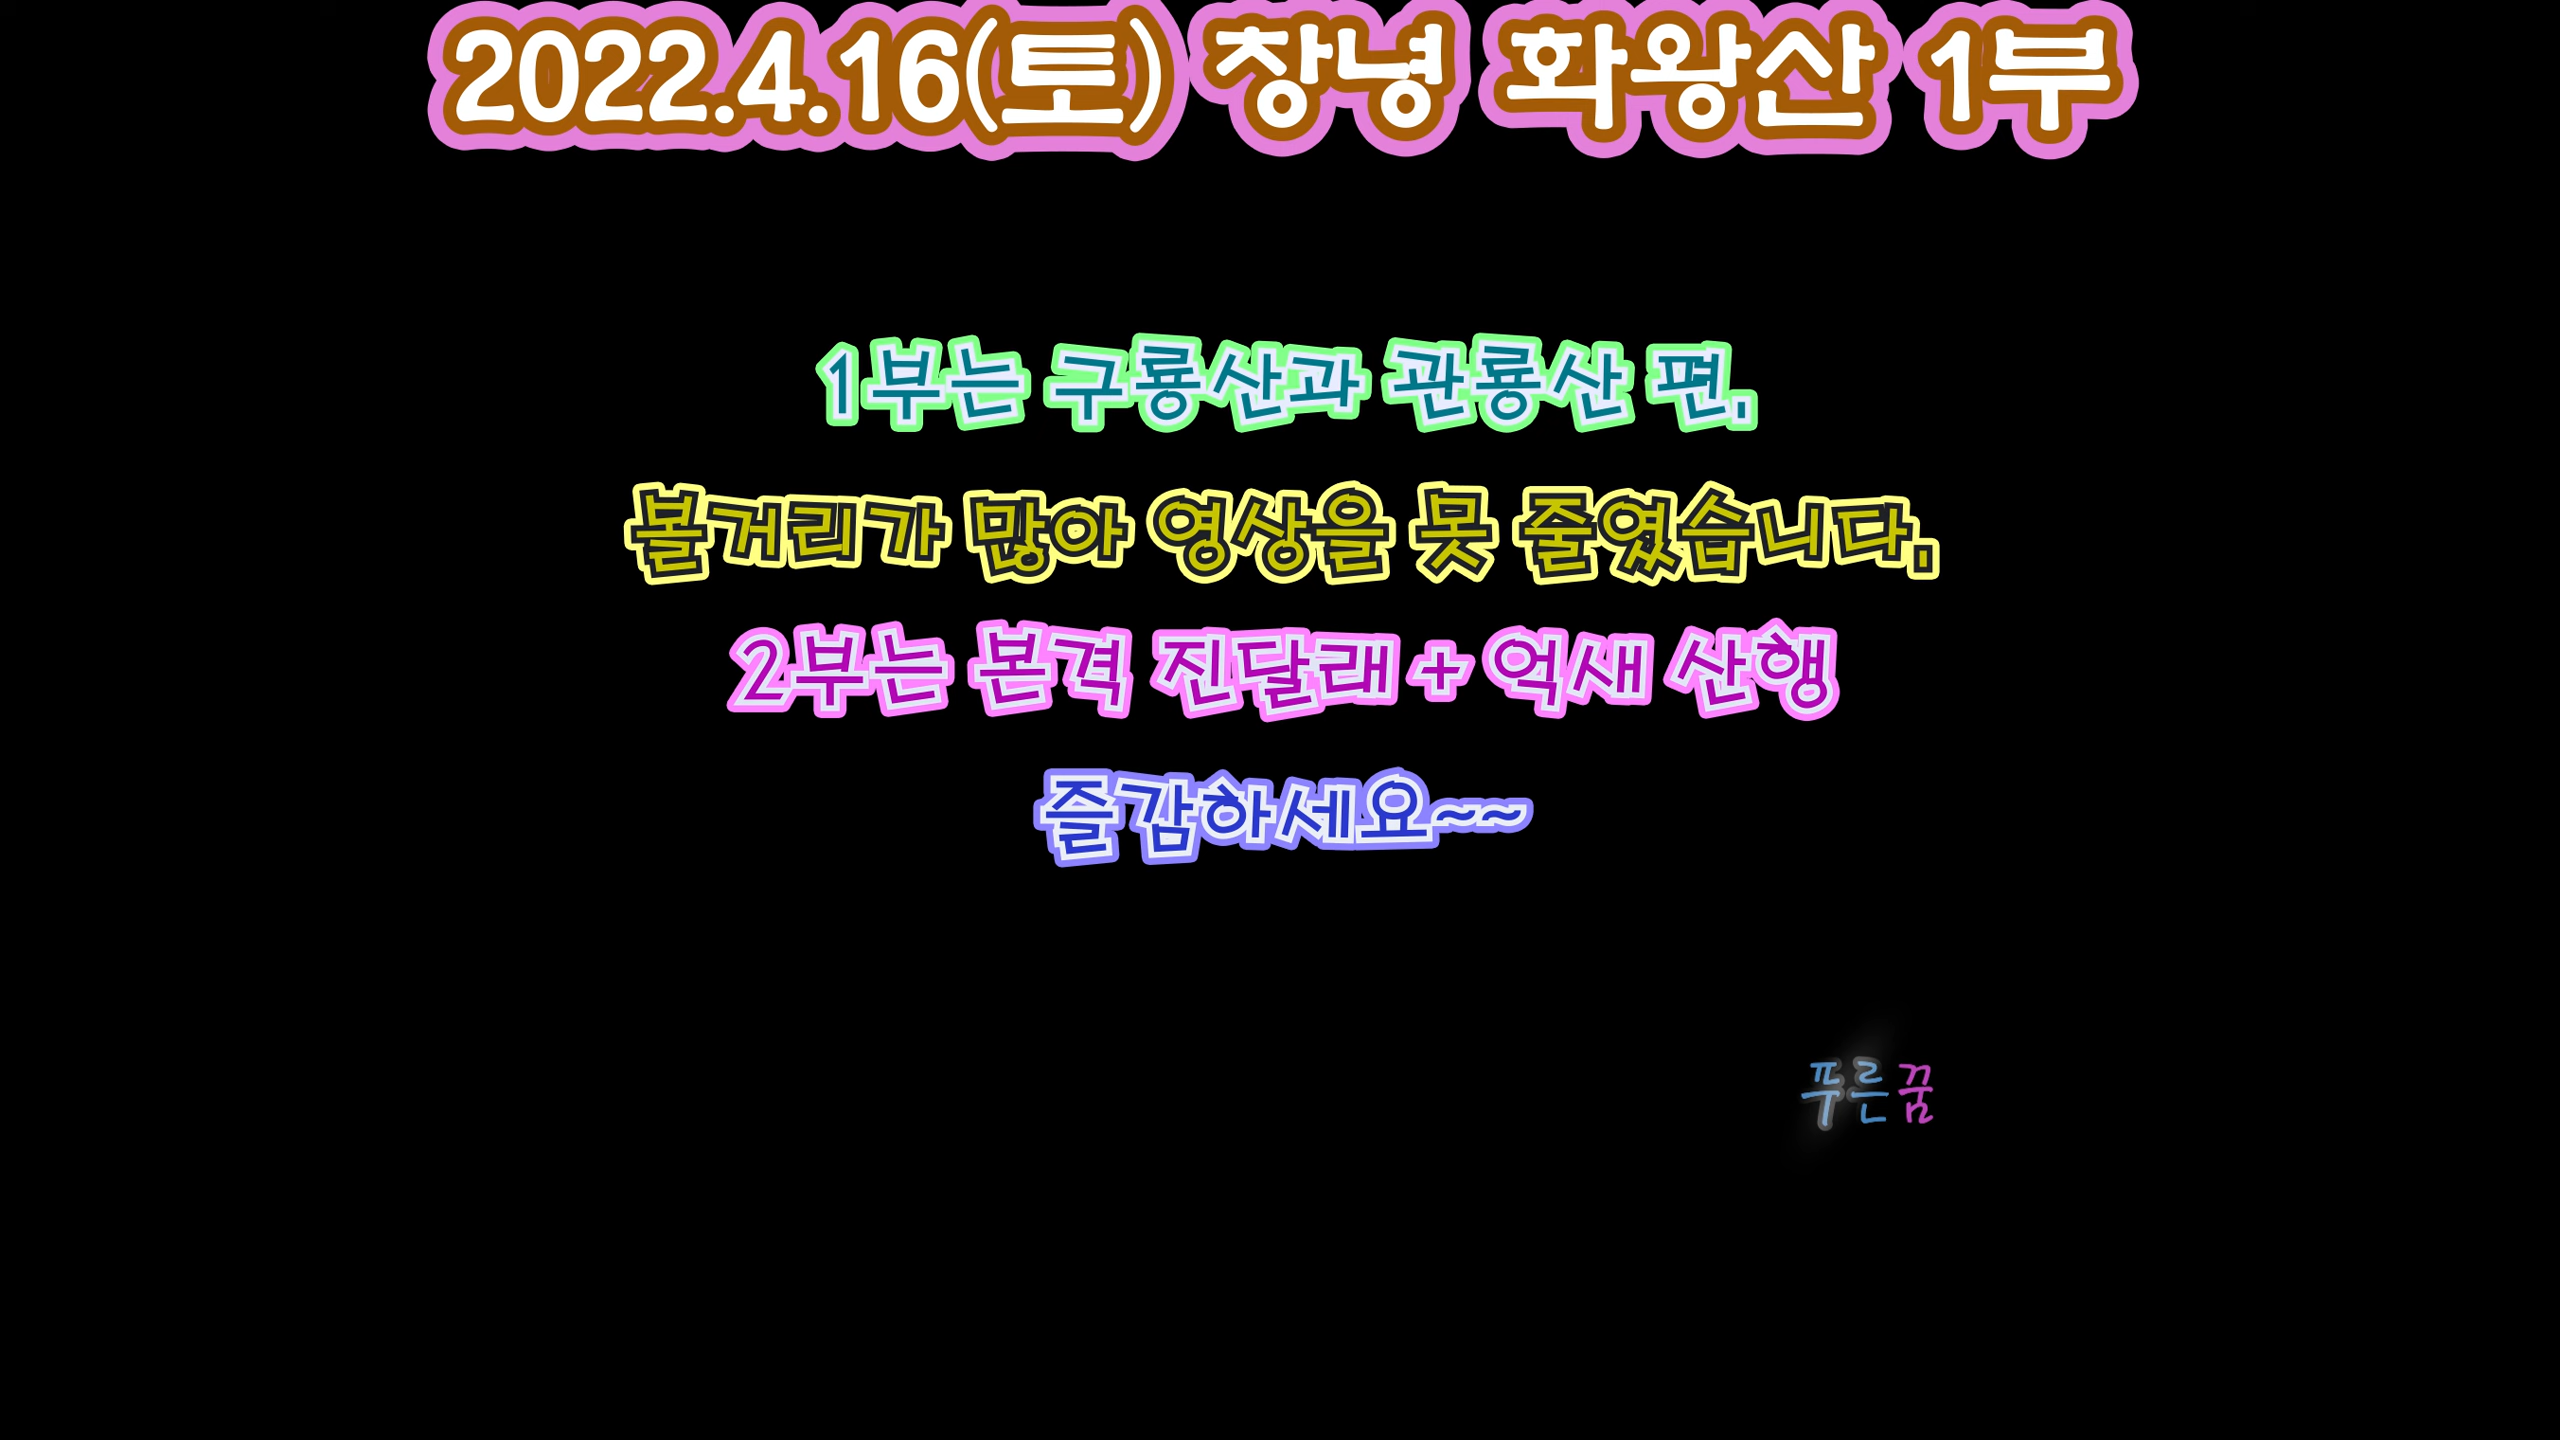 2022.4.16(토) 창녕 화왕산 1부
1부는 구룡산과 관룡산 편.
볼거리가 많아 영상을 못 줄였습니다.
2부는 본격 진달래 + 억새 산행
즐감하세요~~
푸른꿈